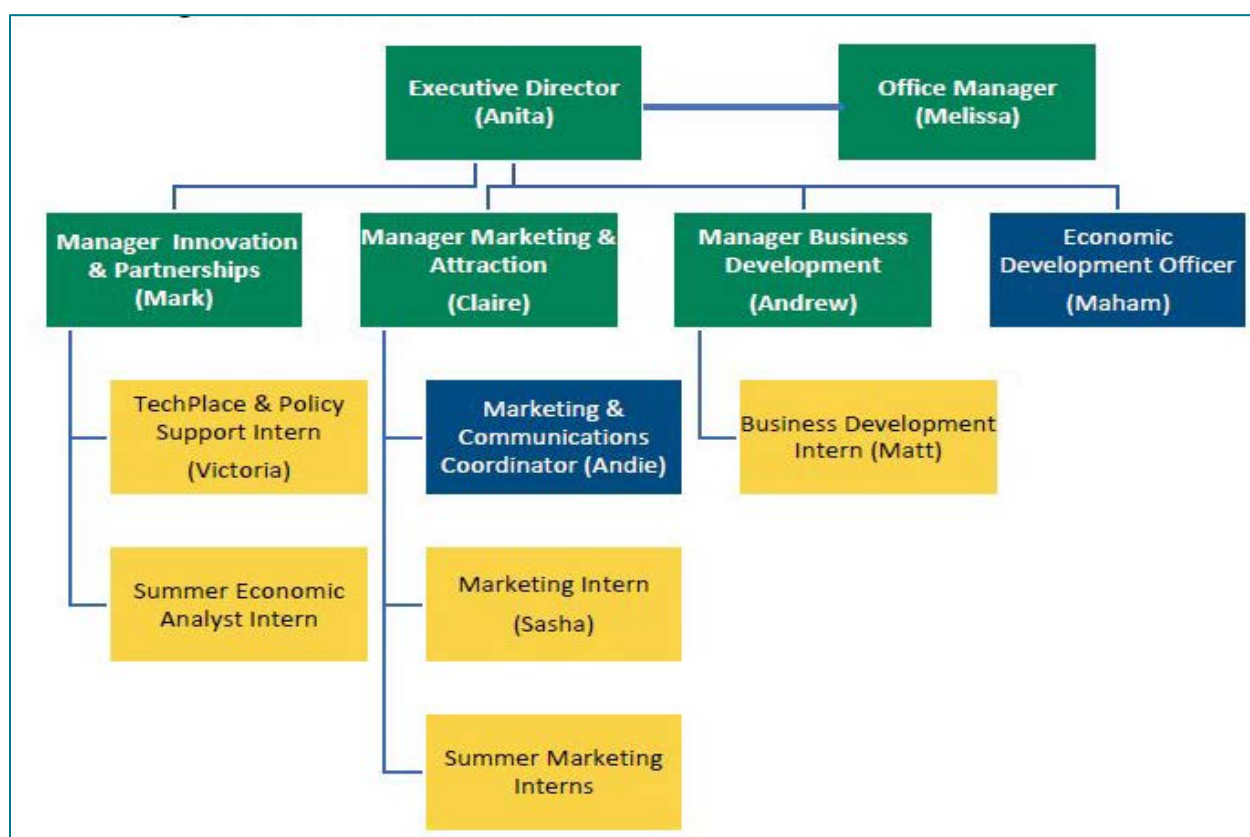 Executive Director
(Anita)
Office Manager
(Melissa)
Manager Innovation
& Partnerships
(Mark)
Manager Marketing &
Attraction
(Claire)
Manager Business
Development
(Andrew)
Economic
Development Officer
(Maham)
TechPlace & Policy
Support Intern
(Victoria)
Marketing &
Communications
Coordinator (Andie)
Business Development
Intern (Matt)
Summer Economic
Analyst Intern
Marketing Intern
(Sasha)
Summer Marketing
Interns